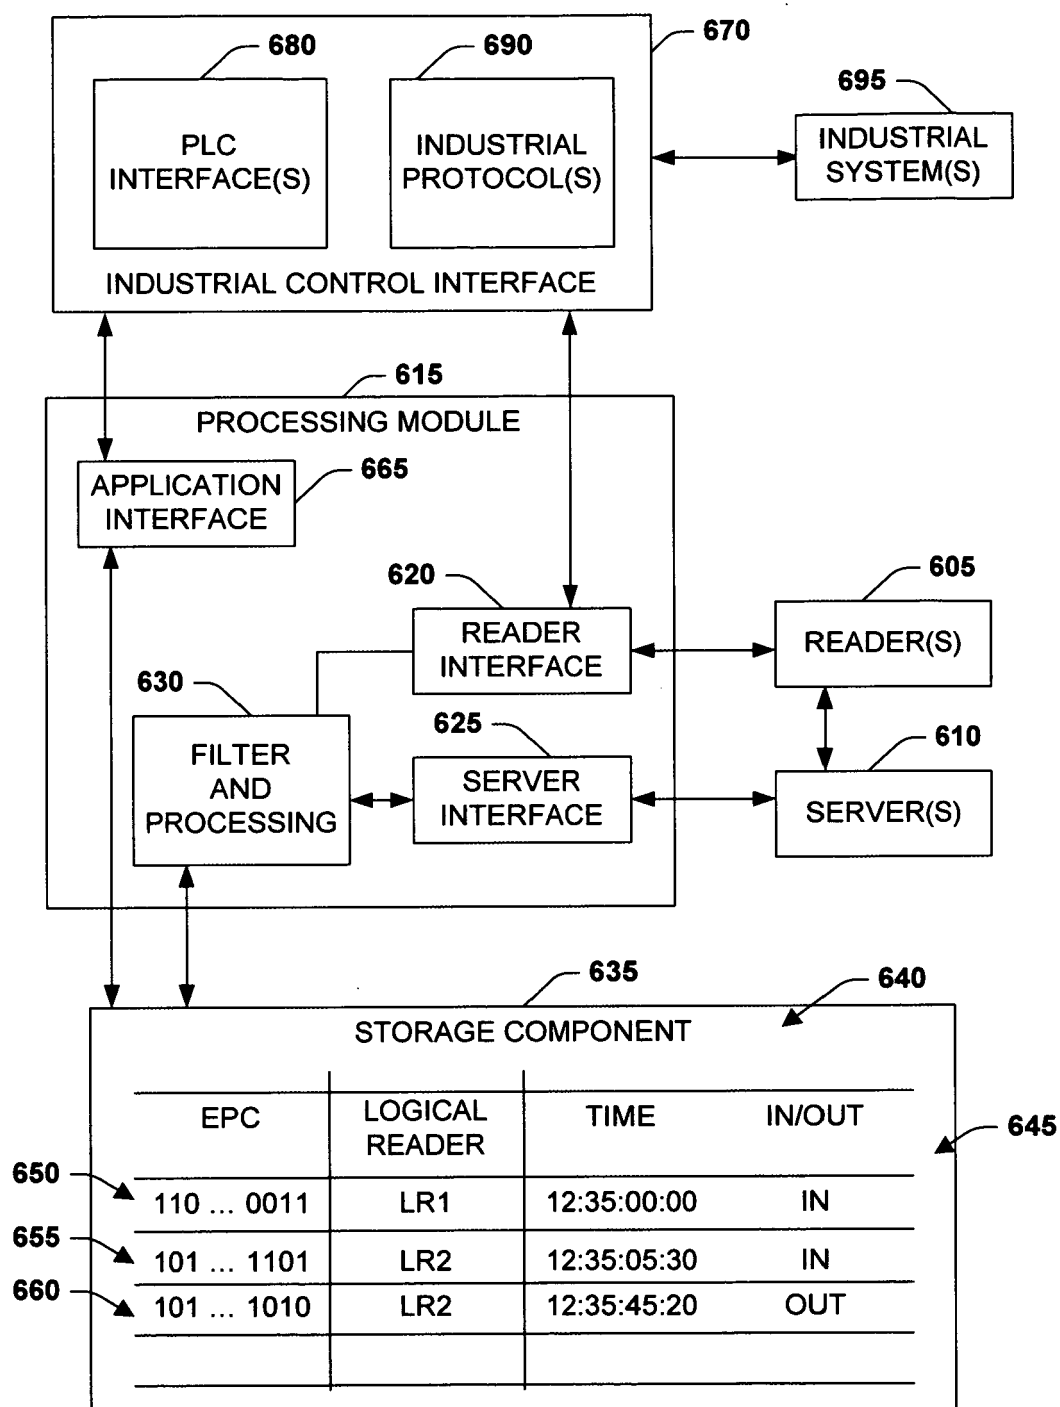 680
690
670
695
PLC
INTERFACE(S)
INDUSTRIAL
PROTOCOL(S)
INDUSTRIAL
SYSTEM(S)
INDUSTRIAL CONTROL INTERFACE
615
PROCESSING MODULE
665
APPLICATION
INTERFACE
620
605
READER
INTERFACE
READER(S)
630
625
610
FILTER
AND
PROCESSING
SERVER
INTERFACE
SERVER(S)
635
640
STORAGE COMPONENT
EPC LOGICAL READER TIME IN/OUT
645
650 110 ... 0011 LR1 12:35:00:00 IN
655 101 ... 1101 LR2 12:35:05:30 IN
660 101 ... 1010 LR2 12:35:45:20 OUT